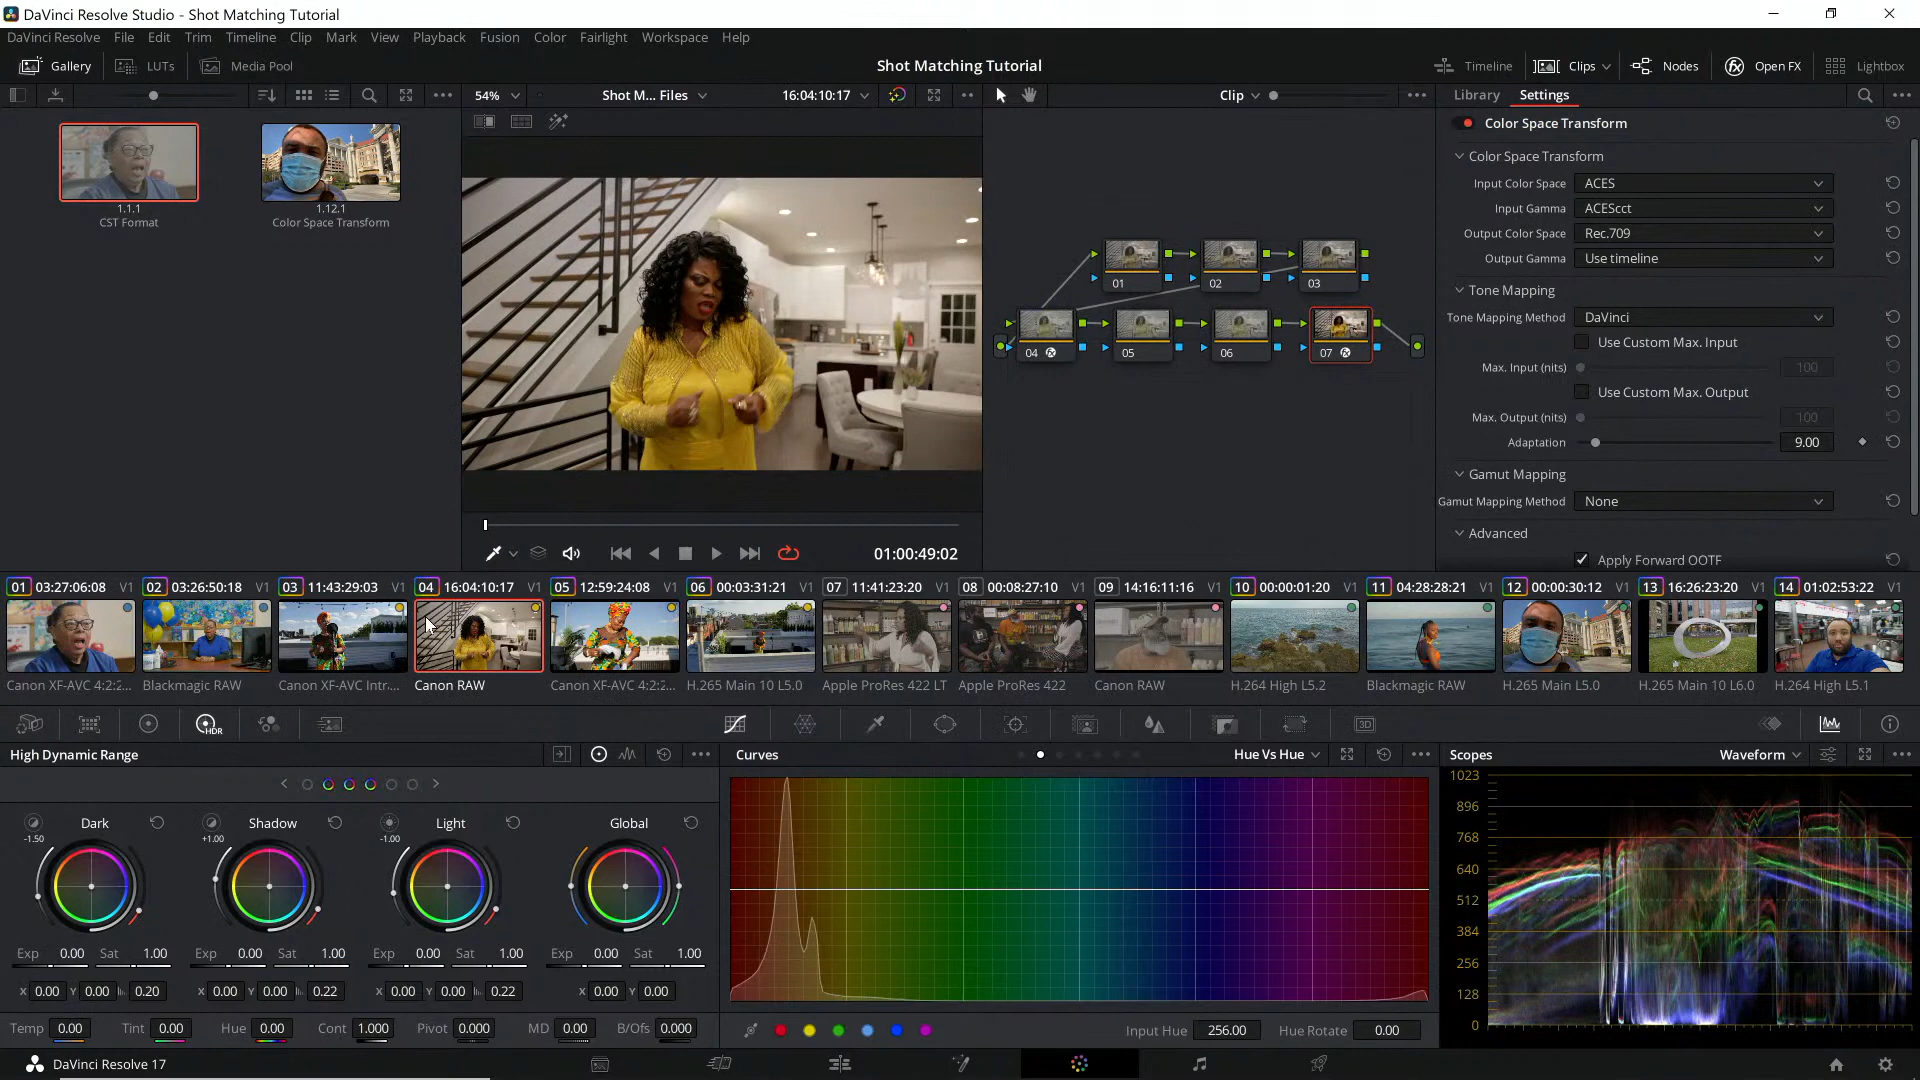 DaVinci Resolve Studio - Shot Matching Tutorial
DaVinci Resolve File Edit Trim Timeline Clip Mark View Playback Fusion Color Fairlight Workspace Help
Gallery LUTs Media Pool Shot Matching Tutorial Timeline Clips Nodes Open FX Lightbox
54% Shot M... Files 16:04:10:17 Clip Library Settings
Color Space Transform
Color Space Transform
Input Color Space ACES
Input Gamma ACEScct
Output Color Space Rec.709
Output Gamma Use timeline
Tone Mapping
Tone Mapping Method DaVinci
Use Custom Max. Input
Max. Input (nits) 100
Use Custom Max. Output
Max. Output (nits) 100
Adaptation 9.00
Gamut Mapping
Gamut Mapping Method None
Advanced
Apply Forward OOTF
1.1.1 1.12.1
CST Format Color Space Transform
01 02 03
04 05 06 07
01:00:49:02
01 03:27:06:08 V1 02 03:26:50:18 V1 03 11:43:29:03 V1 04 16:04:10:17 V1 05 12:59:24:08 V1 06 00:03:31:21 V1 07 11:41:23:20 V1 08 00:08:27:10 V1 09 14:16:11:16 V1 10 00:00:01:20 V1 11 04:28:28:21 V1 12 00:00:30:12 V1 13 16:26:23:20 V1 14 01:02:53:22 V1
Canon XF-AVC 4:2:2... Blackmagic RAW Canon XF-AVC Intr... Canon RAW Canon XF-AVC 4:2:2... H.265 Main 10 L5.0 Apple ProRes 422 LT Apple ProRes 422 Canon RAW H.264 High L5.2 Blackmagic RAW H.265 Main L5.0 H.265 Main 10 L6.0 H.264 High L5.1
HDR 3D
High Dynamic Range Curves Hue Vs Hue Scopes Waveform
Dark Shadow Light Global
-1.50 +1.00 -1.00
Exp 0.00 Sat 1.00 Exp 0.00 Sat 1.00 Exp 0.00 Sat 1.00 Exp 0.00 Sat 1.00
X 0.00 Y 0.00 0.20 X 0.00 Y 0.00 0.22 X 0.00 Y 0.00 0.22 X 0.00 Y 0.00
Temp 0.00 Tint 0.00 Hue 0.00 Cont 1.000 Pivot 0.000 MD 0.00 B/Ofs 0.000
Input Hue 256.00 Hue Rotate 0.00
1023
896
768
640
512
384
256
128
0
DaVinci Resolve 17